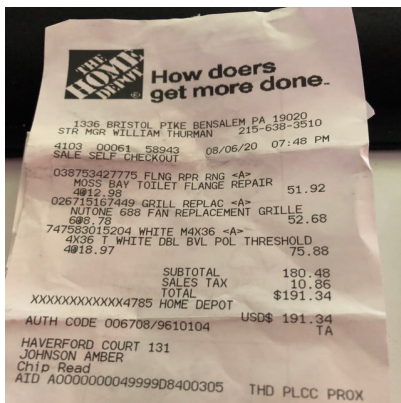 THE
HOME
DEPOT
How doers
get more done™
1336 BRISTOL PIKE BENSALEM PA 19020
STR MGR WILLIAM THURMAN 215-638-3510
4103 00061 58943 08/06/20 07:48 PM
SALE SELF CHECKOUT
038753427775 FLNG RPR RNG <A>
MOSS BAY TOILET FLANGE REPAIR
4@12.98 51.92
026715167449 GRILL REPLAC <A>
NUTONE 688 FAN REPLACEMENT GRILLE
6@8.78 52.68
747583015204 WHITE M4X36 <A>
4X36 T WHITE DBL BVL POL THRESHOLD
4@18.97 75.88
SUBTOTAL 180.48
SALES TAX 10.86
TOTAL $191.34
XXXXXXXXXXXX4785 HOME DEPOT
USD$ 191.34
AUTH CODE 006708/9610104 TA
HAVERFORD COURT 131
JOHNSON AMBER
Chip Read
AID A0000000049999D8400305 THD PLCC PROX